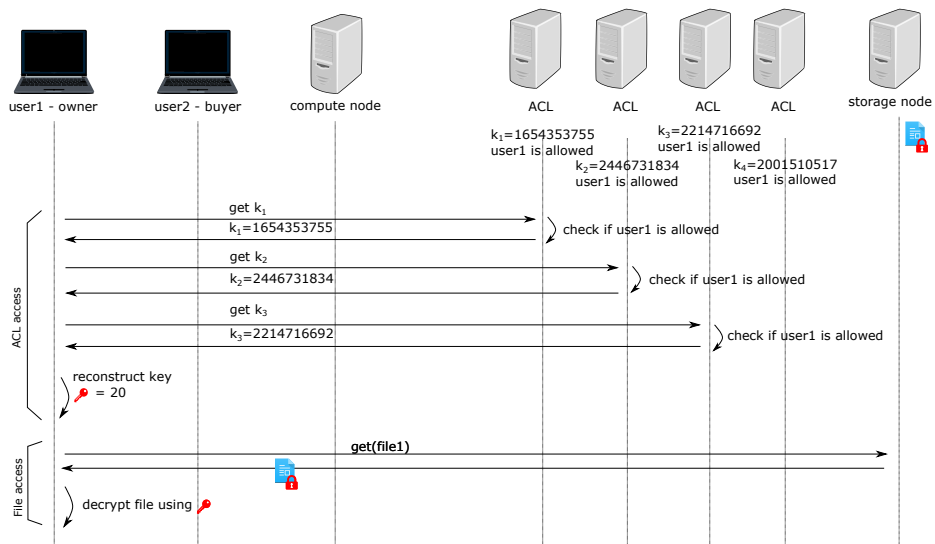 user1 - owner
user2 - buyer
compute node
ACL
ACL
ACL
ACL
storage node
k₁=1654353755
user1 is allowed
k₂=2446731834
user1 is allowed
k₃=2214716692
user1 is allowed
k₄=2001510517
user1 is allowed
ACL access
get k₁
k₁=1654353755
check if user1 is allowed
get k₂
k₂=2446731834
check if user1 is allowed
get k₃
k₃=2214716692
check if user1 is allowed
reconstruct key
= 20
File access
get(file1)
decrypt file using